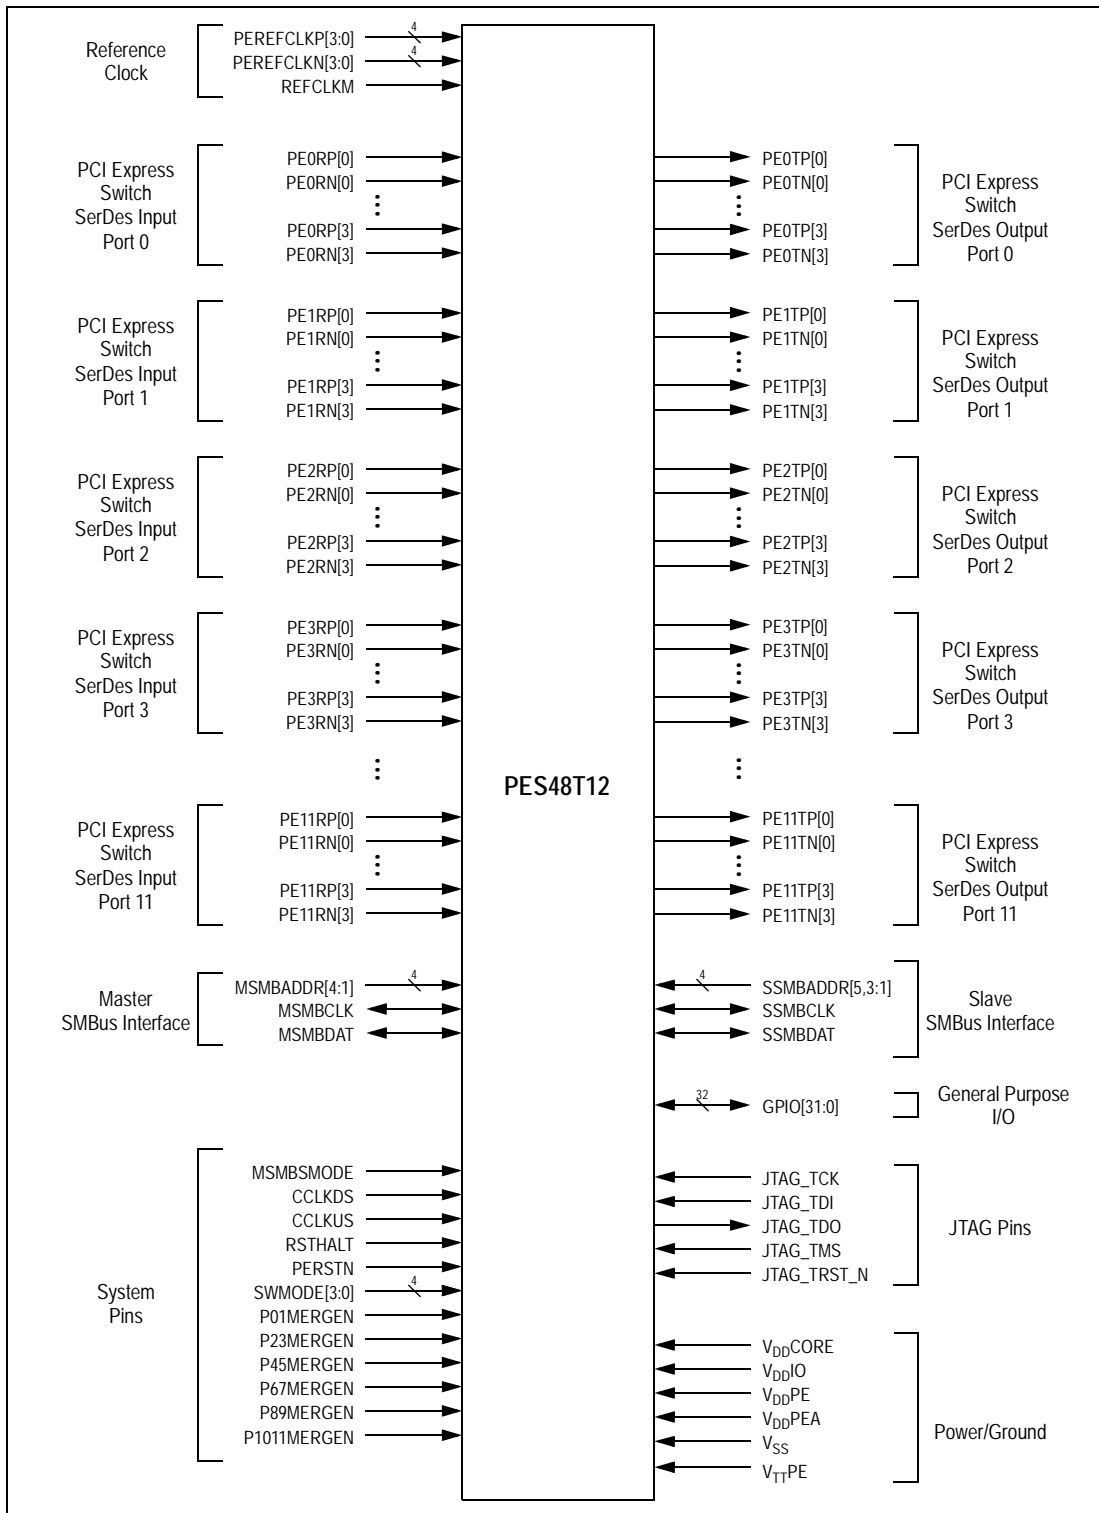 Reference
Clock
PEREFCLKP[3:0]
4
PEREFCLKN[3:0]
4
REFCLKM
PCI Express
Switch
SerDes Input
Port 0
PE0RP[0]
PE0RN[0]
PE0RP[3]
PE0RN[3]
PE0TP[0]
PE0TN[0]
PE0TP[3]
PE0TN[3]
PCI Express
Switch
SerDes Output
Port 0
PCI Express
Switch
SerDes Input
Port 1
PE1RP[0]
PE1RN[0]
PE1RP[3]
PE1RN[3]
PE1TP[0]
PE1TN[0]
PE1TP[3]
PE1TN[3]
PCI Express
Switch
SerDes Output
Port 1
PCI Express
Switch
SerDes Input
Port 2
PE2RP[0]
PE2RN[0]
PE2RP[3]
PE2RN[3]
PE2TP[0]
PE2TN[0]
PE2TP[3]
PE2TN[3]
PCI Express
Switch
SerDes Output
Port 2
PCI Express
Switch
SerDes Input
Port 3
PE3RP[0]
PE3RN[0]
PE3RP[3]
PE3RN[3]
PE3TP[0]
PE3TN[0]
PE3TP[3]
PE3TN[3]
PCI Express
Switch
SerDes Output
Port 3
PES48T12
PCI Express
Switch
SerDes Input
Port 11
PE11RP[0]
PE11RN[0]
PE11RP[3]
PE11RN[3]
PE11TP[0]
PE11TN[0]
PE11TP[3]
PE11TN[3]
PCI Express
Switch
SerDes Output
Port 11
Master
SMBus Interface
MSMBADDR[4:1]
4
MSMBCLK
MSMBDAT
4
SSMBADDR[5,3:1]
SSMBCLK
SSMBDAT
Slave
SMBus Interface
32
GPIO[31:0]
General Purpose
I/O
System
Pins
MSMBSMODE
CCLKDS
CCLKUS
RSTHALT
PERSTN
SWMODE[3:0]
4
P01MERGEN
P23MERGEN
P45MERGEN
P67MERGEN
P89MERGEN
P1011MERGEN
JTAG_TCK
JTAG_TDI
JTAG_TDO
JTAG_TMS
JTAG_TRST_N
JTAG Pins
VDDCORE
VDDIO
VDDPE
VDDPEA
VSS
VTTPE
Power/Ground